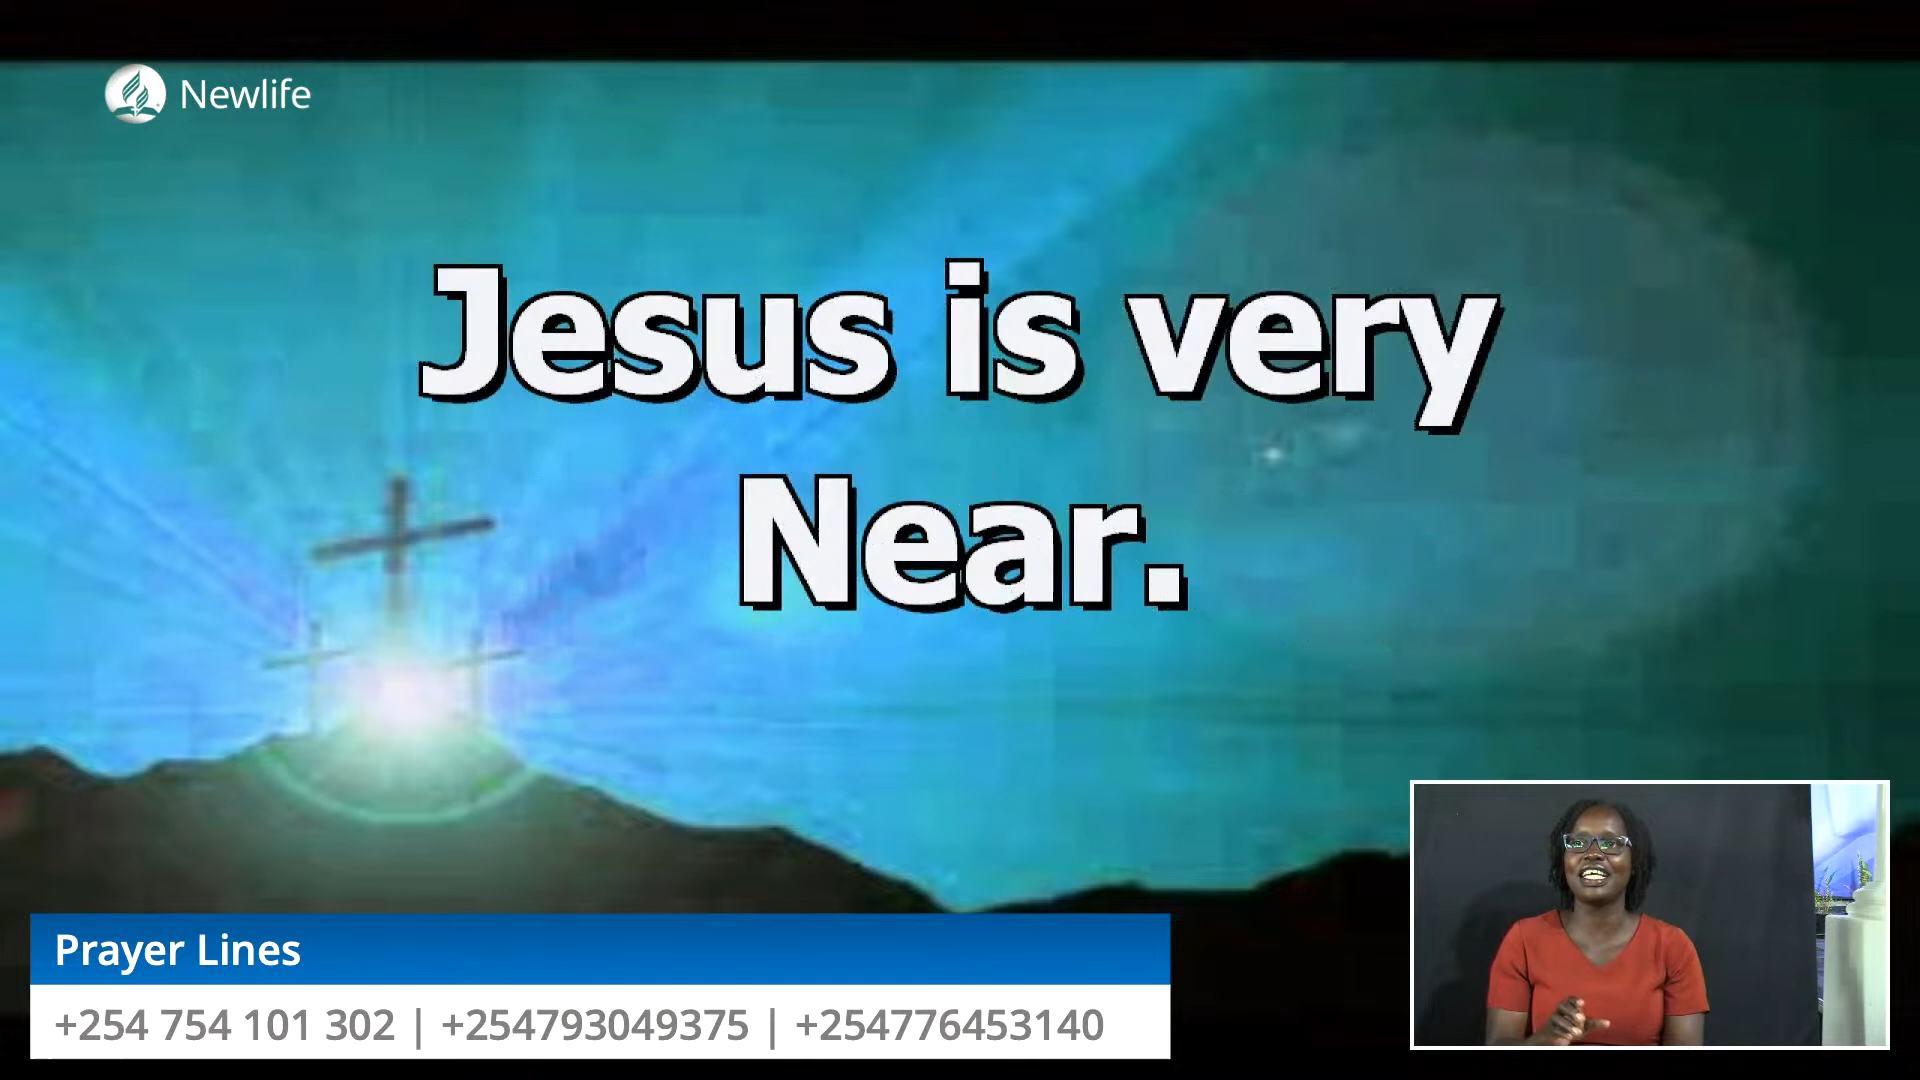 Newlife
Jesus is very
Near.
Prayer Lines
+254 754 101 302 | +254793049375 | +254776453140